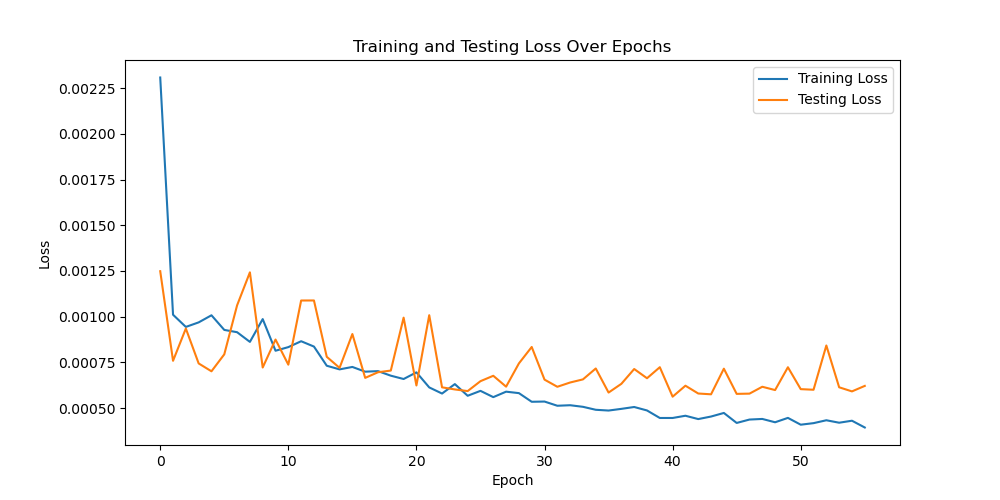 Training and Testing Loss Over Epochs
Training Loss
Testing Loss
Loss
0.00225
0.00200
0.00175
0.00150
0.00125
0.00100
0.00075
0.00050
0 10 20 30 40 50
Epoch